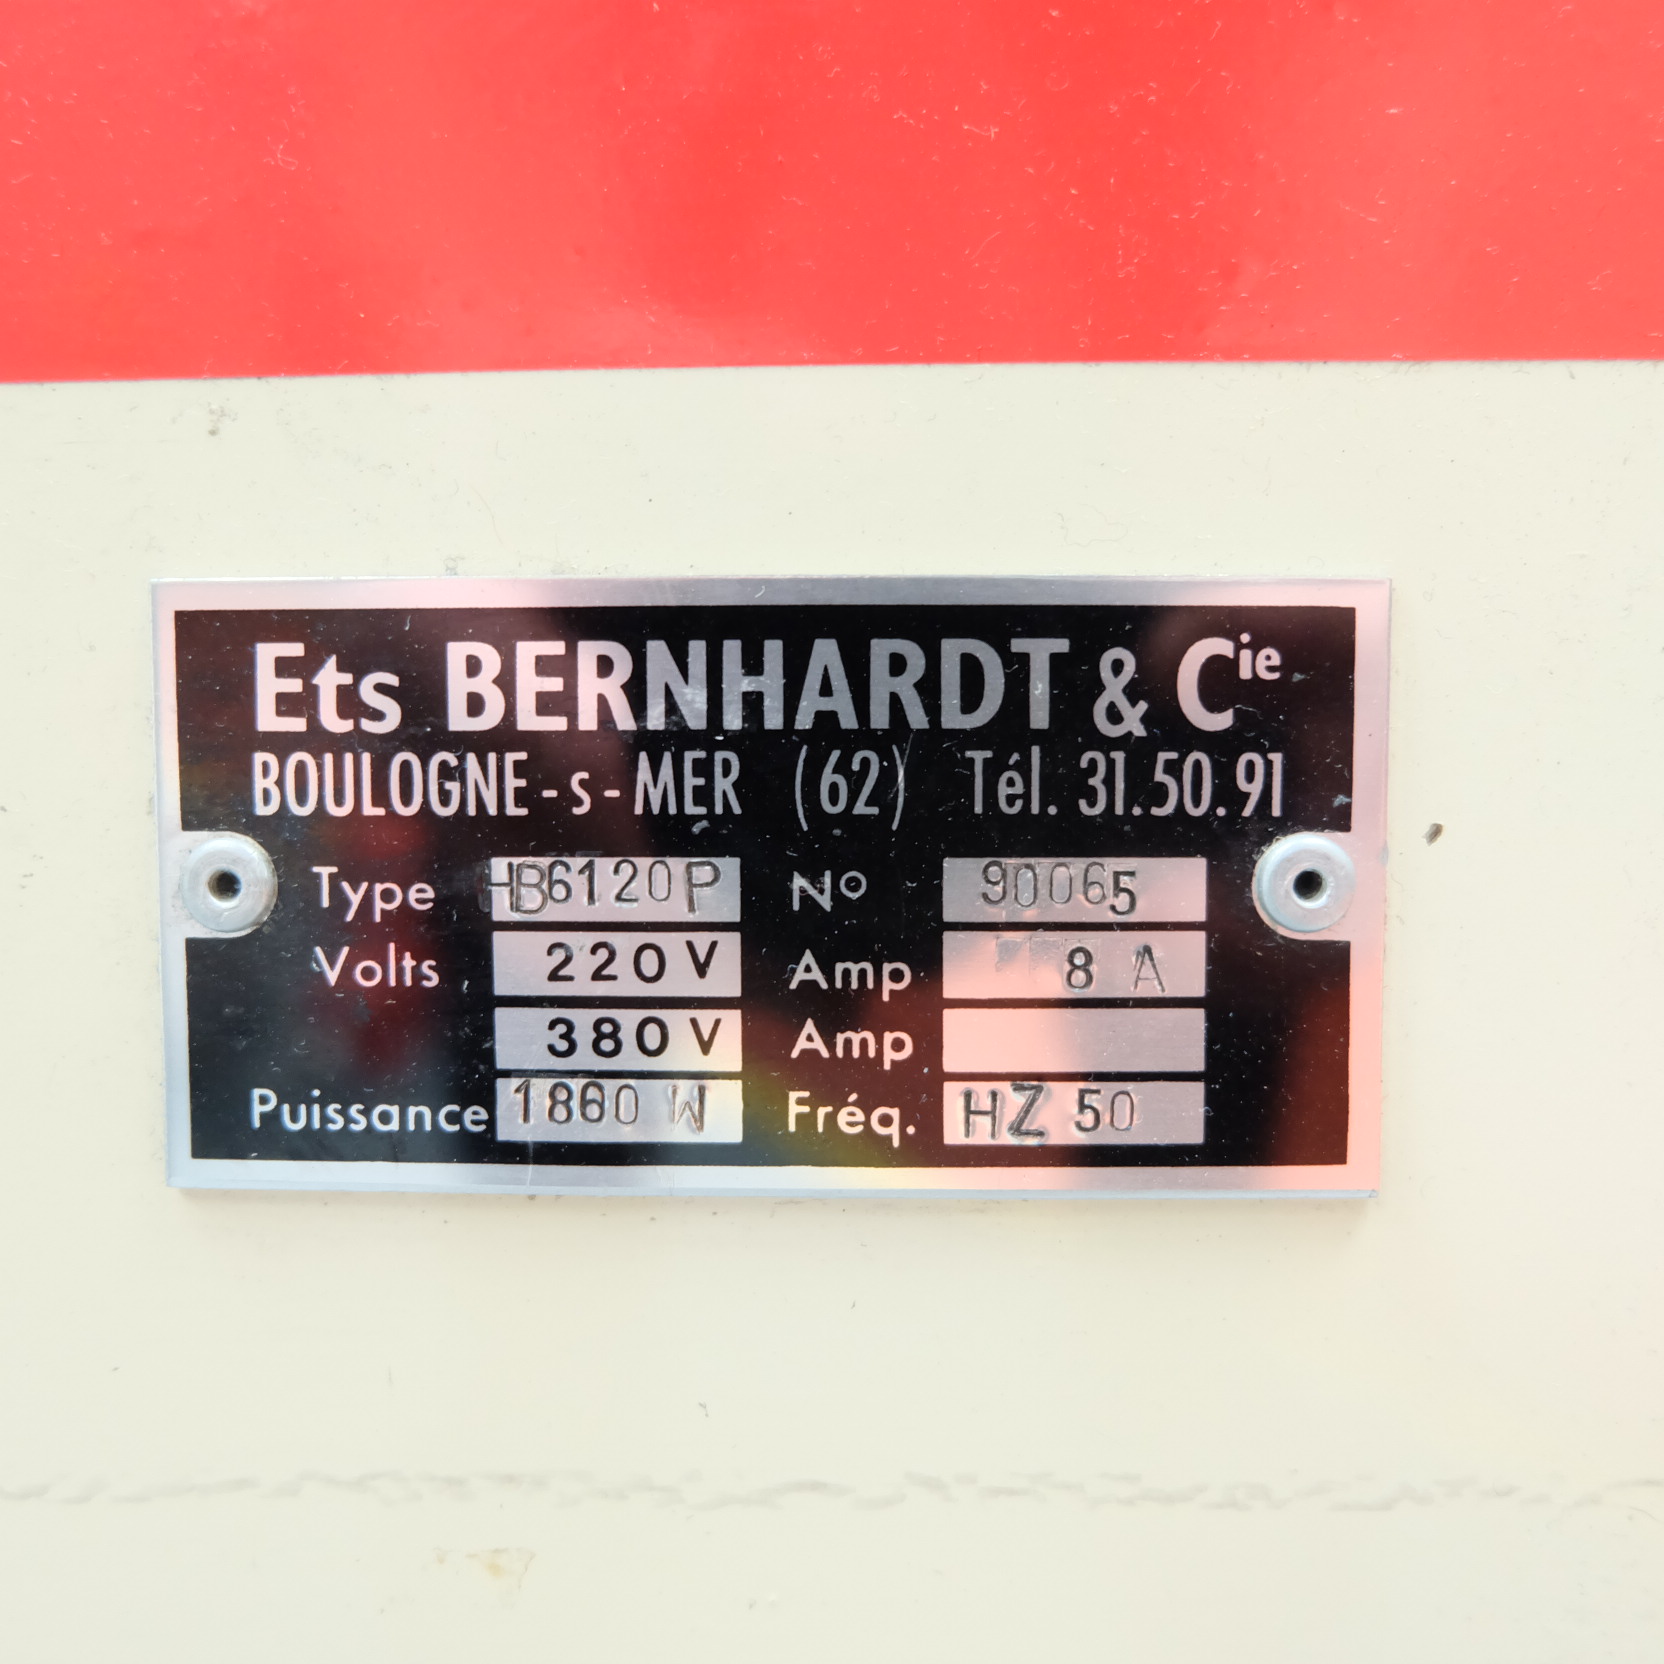 Ets BERNHARDT & Cie
BOULOGNE-s-MER (62) Tél. 31.50.91
Type HB6120P N° 90065
Volts 220V Amp 8 A
380V Amp
Puissance 1860 W Fréq. HZ 50